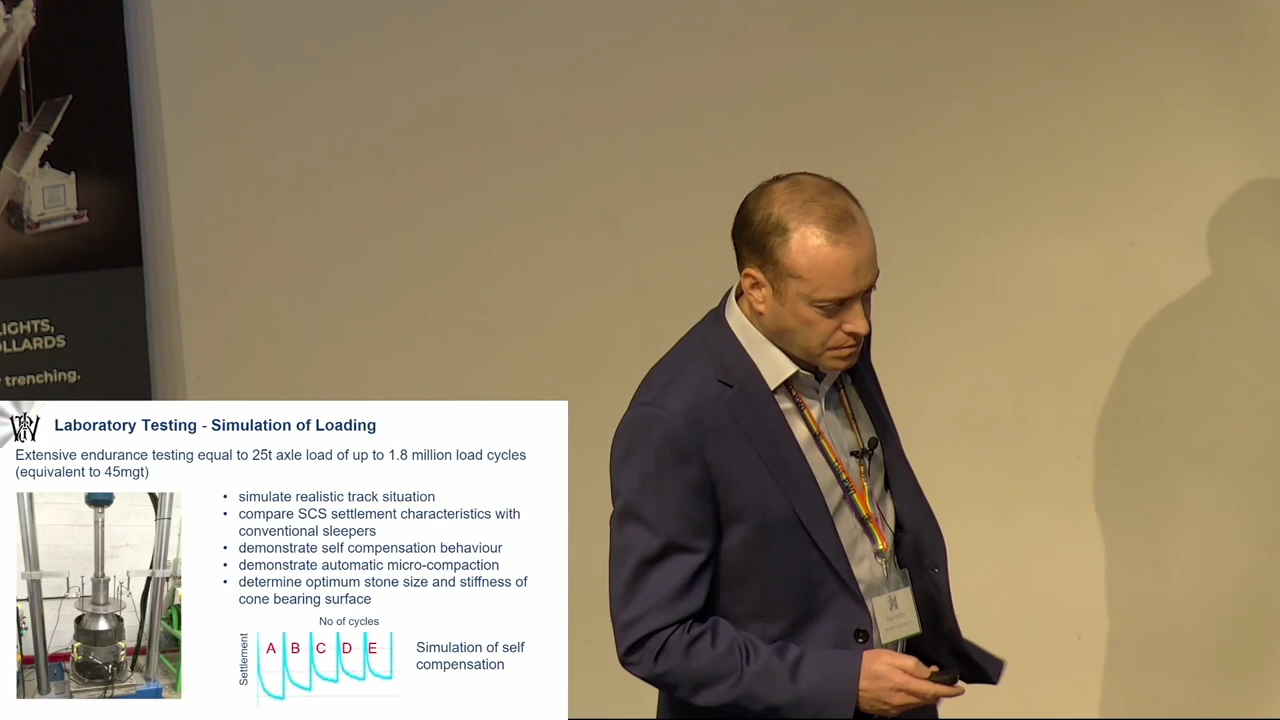 LIGHTS,
OLLARDS
trenching.
Laboratory Testing - Simulation of Loading
Extensive endurance testing equal to 25t axle load of up to 1.8 million load cycles
(equivalent to 45mgt)
• simulate realistic track situation
• compare SCS settlement characteristics with
conventional sleepers
• demonstrate self compensation behaviour
• demonstrate automatic micro-compaction
• determine optimum stone size and stiffness of
cone bearing surface
No of cycles
Settlement
A B C D E
Simulation of self
compensation